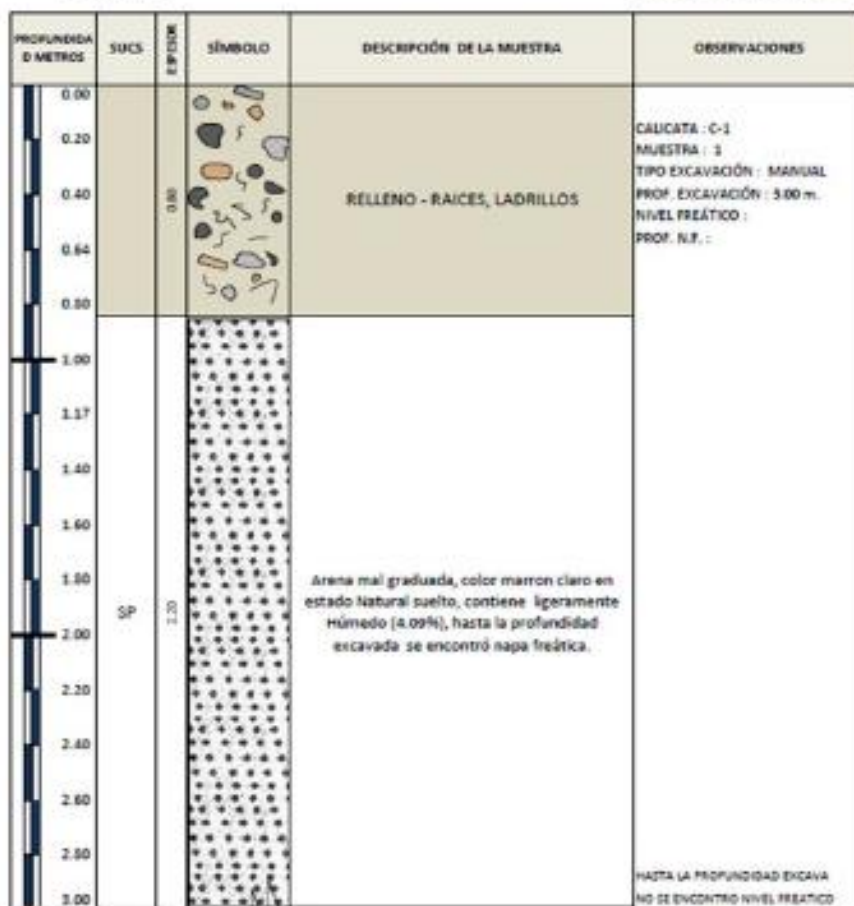 PROFUNDIDA
D METROS
SUCS
ESPESOR
SÍMBOLO
DESCRIPCIÓN DE LA MUESTRA
OBSERVACIONES
0.00
0.20
0.40
0.64
0.80
1.00
1.17
1.40
1.60
1.80
2.00
2.20
2.40
2.60
2.80
3.00
0.80
RELLENO - RAICES, LADRILLOS
CALICATA : C-1
MUESTRA : 1
TIPO EXCAVACIÓN : MANUAL
PROF. EXCAVACIÓN : 3.00 m.
NIVEL FREÁTICO :
PROF. N.F. :
SP
2.20
Arena mal graduada, color marron claro en
estado Natural suelto, contiene ligeramente
Húmedo (4.09%), hasta la profundidad
excavada se encontró napa freática.
HASTA LA PROFUNDIDAD EXCAVA
NO SE ENCONTRO NIVEL FREATICO